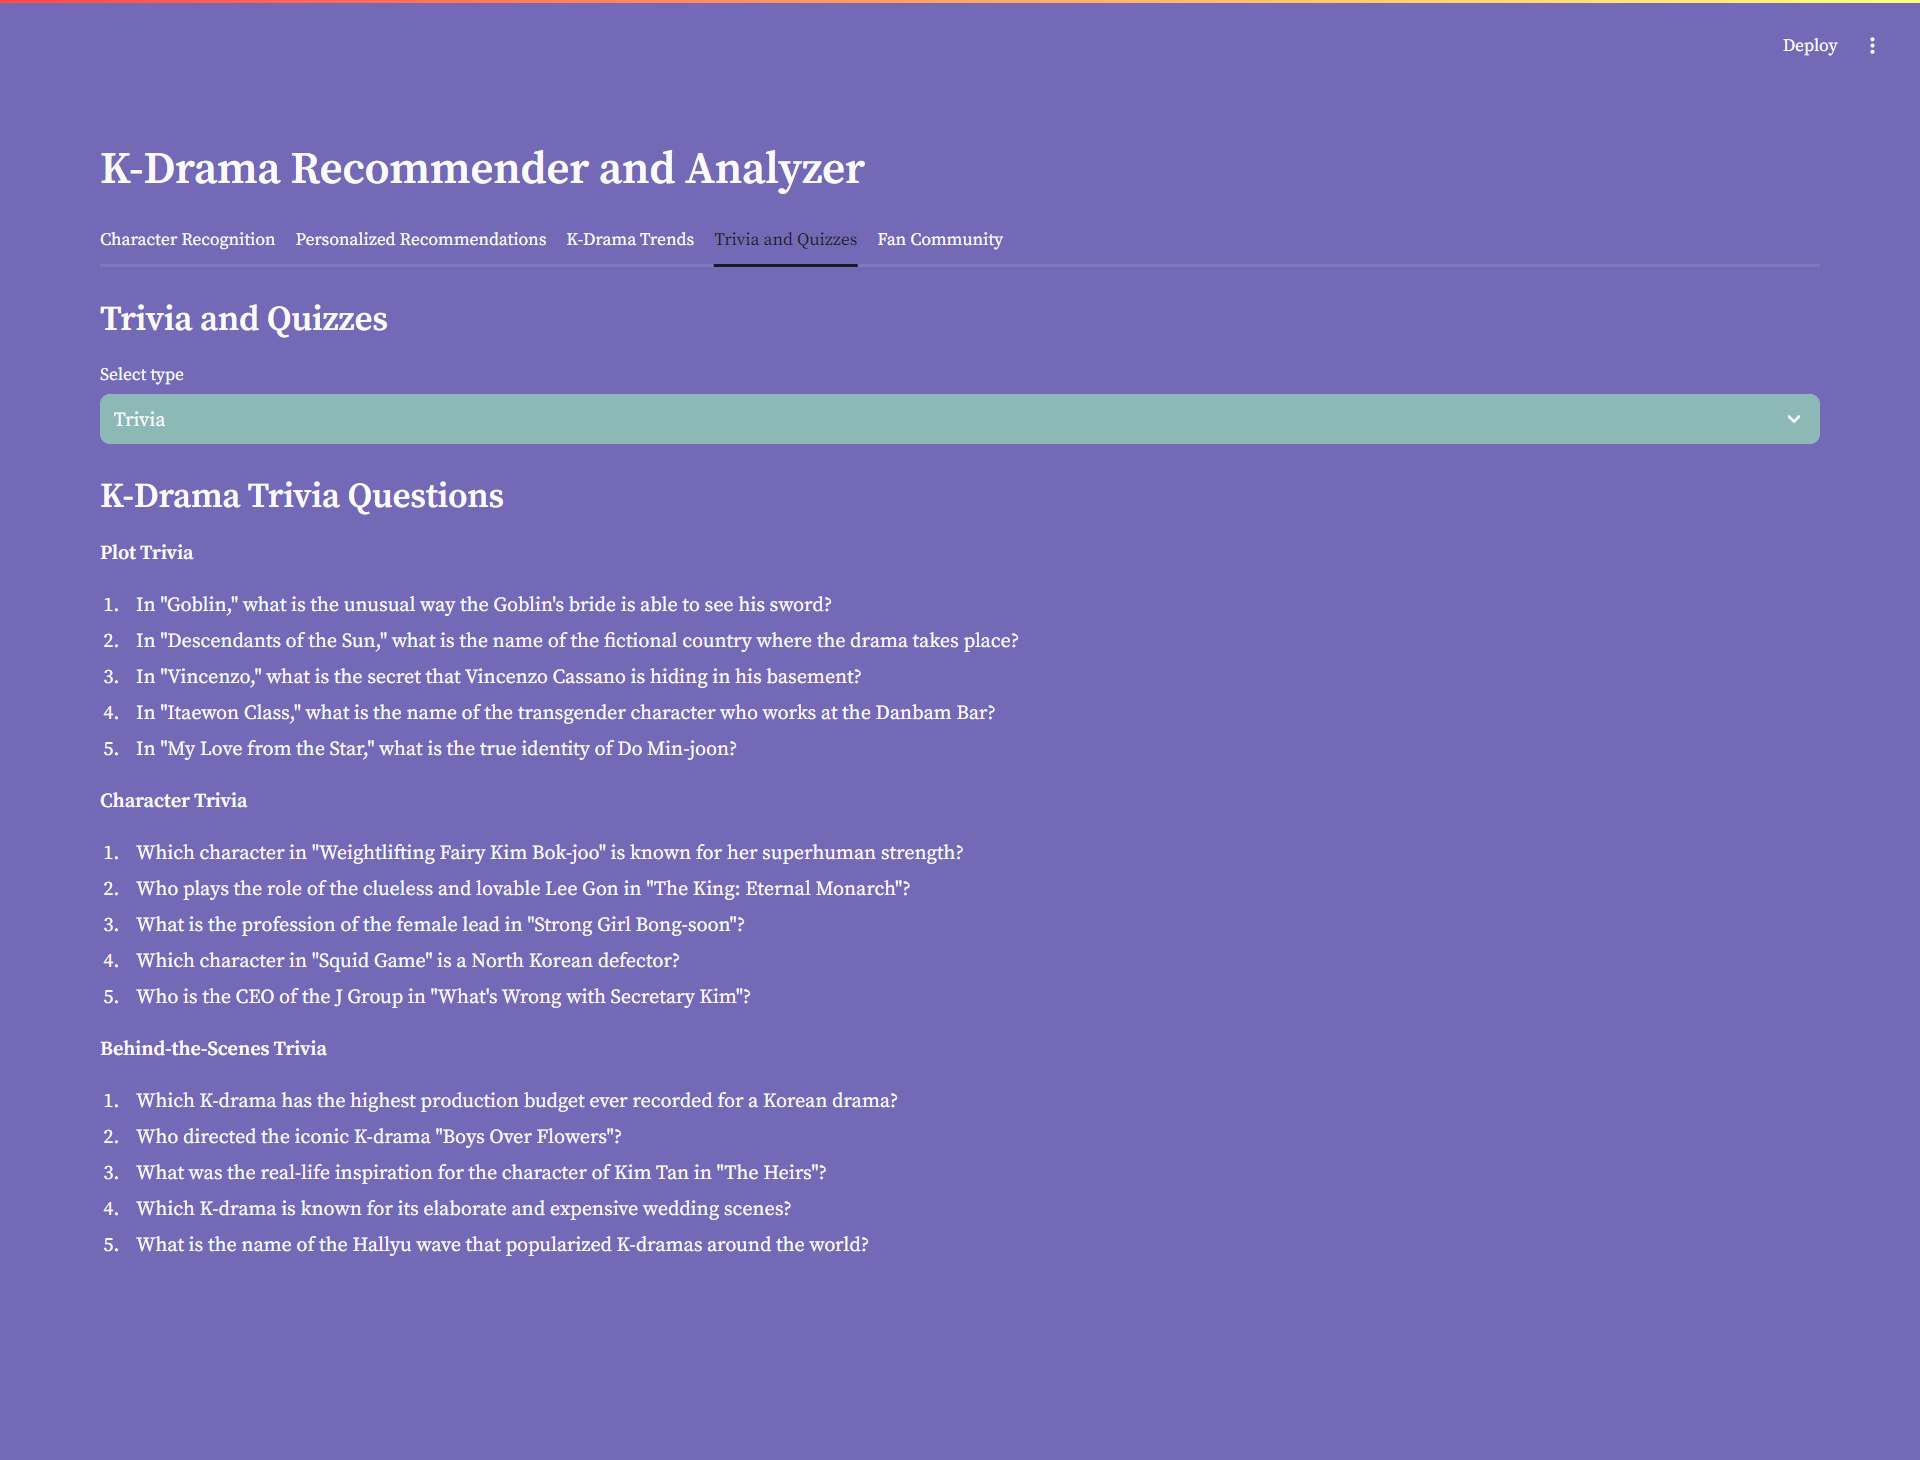 Deploy
K-Drama Recommender and Analyzer
Character Recognition Personalized Recommendations K-Drama Trends Trivia and Quizzes Fan Community
Trivia and Quizzes
Select type
Trivia
K-Drama Trivia Questions
Plot Trivia
1. In "Goblin," what is the unusual way the Goblin's bride is able to see his sword?
2. In "Descendants of the Sun," what is the name of the fictional country where the drama takes place?
3. In "Vincenzo," what is the secret that Vincenzo Cassano is hiding in his basement?
4. In "Itaewon Class," what is the name of the transgender character who works at the Danbam Bar?
5. In "My Love from the Star," what is the true identity of Do Min-joon?
Character Trivia
1. Which character in "Weightlifting Fairy Kim Bok-joo" is known for her superhuman strength?
2. Who plays the role of the clueless and lovable Lee Gon in "The King: Eternal Monarch"?
3. What is the profession of the female lead in "Strong Girl Bong-soon"?
4. Which character in "Squid Game" is a North Korean defector?
5. Who is the CEO of the J Group in "What's Wrong with Secretary Kim"?
Behind-the-Scenes Trivia
1. Which K-drama has the highest production budget ever recorded for a Korean drama?
2. Who directed the iconic K-drama "Boys Over Flowers"?
3. What was the real-life inspiration for the character of Kim Tan in "The Heirs"?
4. Which K-drama is known for its elaborate and expensive wedding scenes?
5. What is the name of the Hallyu wave that popularized K-dramas around the world?